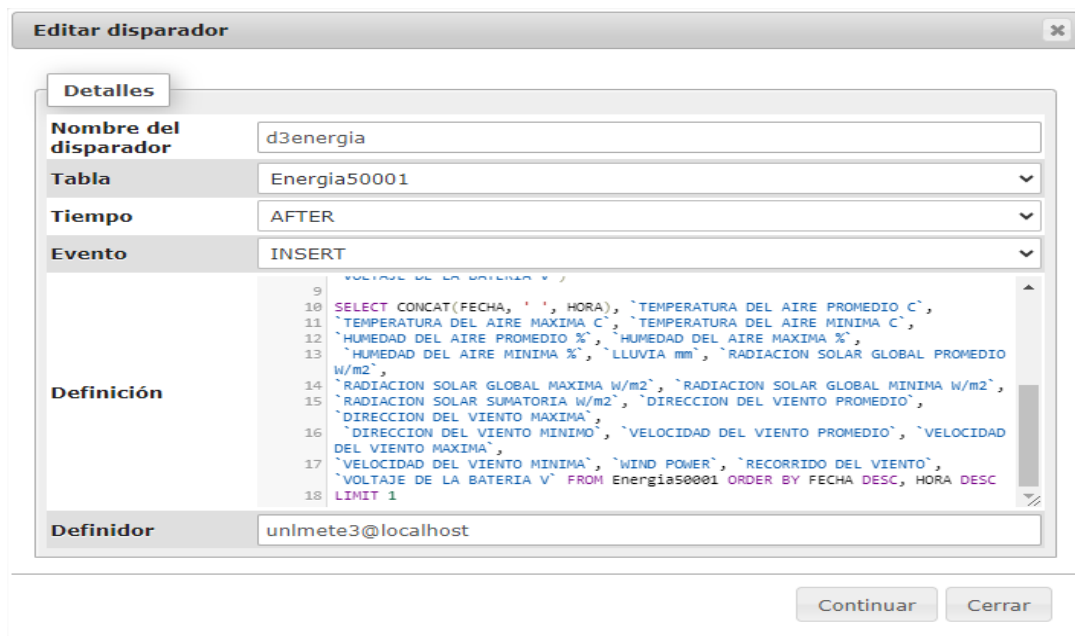 Editar disparador
Detalles
Nombre del
disparador
d3energia
Tabla
Energia50001
Tiempo
AFTER
Evento
INSERT
Definición
`VOLTAJE DE LA BATERIA V`)
9
10 SELECT CONCAT(FECHA, ' ', HORA), `TEMPERATURA DEL AIRE PROMEDIO C`,
11 `TEMPERATURA DEL AIRE MAXIMA C`, `TEMPERATURA DEL AIRE MINIMA C`,
12 `HUMEDAD DEL AIRE PROMEDIO %`, `HUMEDAD DEL AIRE MAXIMA %`,
13 `HUMEDAD DEL AIRE MINIMA %`, `LLUVIA mm`, `RADIACION SOLAR GLOBAL PROMEDIO
W/m2`,
14 `RADIACION SOLAR GLOBAL MAXIMA W/m2`, `RADIACION SOLAR GLOBAL MINIMA W/m2`,
15 `RADIACION SOLAR SUMATORIA W/m2`, `DIRECCION DEL VIENTO PROMEDIO`,
`DIRECCION DEL VIENTO MAXIMA`,
16 `DIRECCION DEL VIENTO MINIMO`, `VELOCIDAD DEL VIENTO PROMEDIO`, `VELOCIDAD
DEL VIENTO MAXIMA`,
17 `VELOCIDAD DEL VIENTO MINIMA`, `WIND POWER`, `RECORRIDO DEL VIENTO`,
`VOLTAJE DE LA BATERIA V` FROM Energia50001 ORDER BY FECHA DESC, HORA DESC
18 LIMIT 1
Definidor
unlmete3@localhost
Continuar
Cerrar